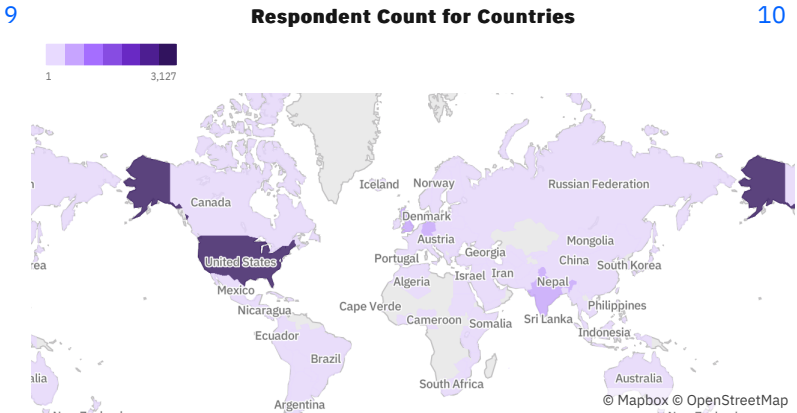 9
Respondent Count for Countries
10
1
3,127
Iceland
Norway
Russian Federation
Canada
Denmark
Austria
Mongolia
Georgia
Portugal
China
South Korea
rea
United States
Israel
Iran
Algeria
Nepal
Mexico
Cape Verde
Philippines
Nicaragua
Cameroon
Somalia
Sri Lanka
Ecuador
Indonesia
Brazil
alia
South Africa
Australia
Argentina
© Mapbox © OpenStreetMap